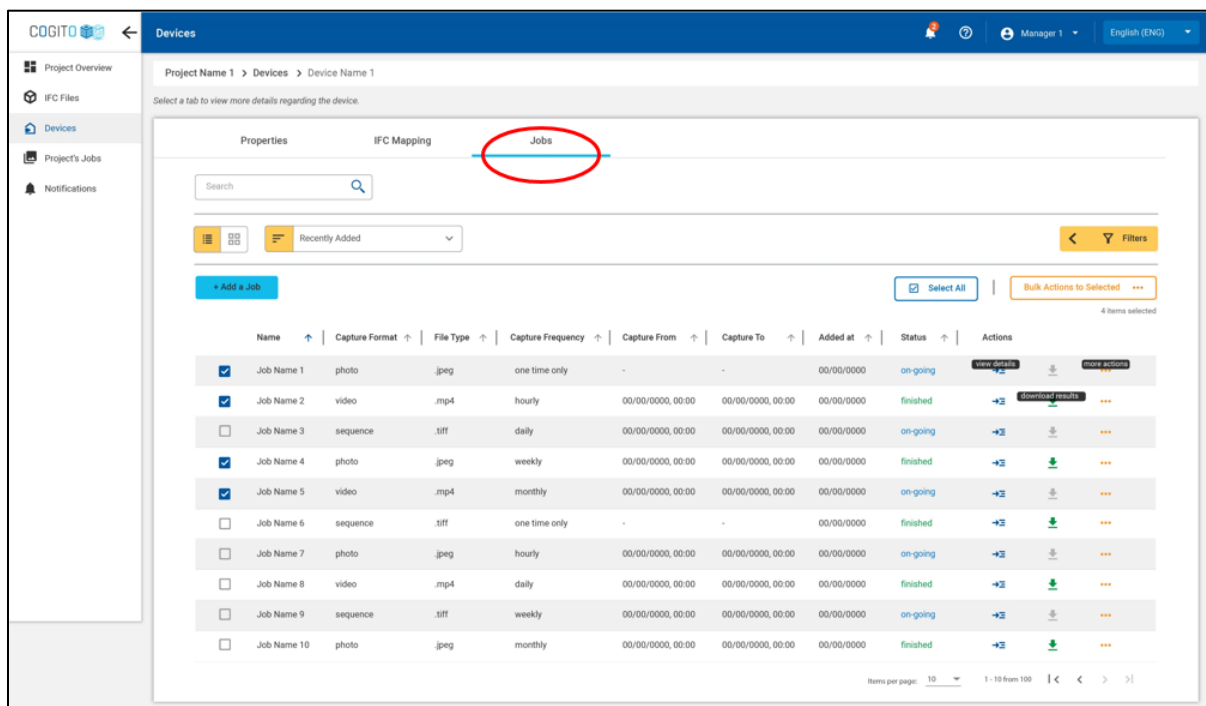 COGITO
Devices
2
Manager 1
English (ENG)
Project Overview
IFC Files
Devices
Project's Jobs
Notifications
Project Name 1 > Devices > Device Name 1
Select a tab to view more details regarding the device.
Properties IFC Mapping Jobs
Search
Recently Added
Filters
+ Add a Job
Select All
Bulk Actions to Selected
4 items selected
Name Capture Format File Type Capture Frequency Capture From Capture To Added at Status Actions
Job Name 1 photo .jpeg one time only - - 00/00/0000 on-going view details more actions
Job Name 2 video .mp4 hourly 00/00/0000, 00:00 00/00/0000, 00:00 00/00/0000 finished download results
Job Name 3 sequence .tiff daily 00/00/0000, 00:00 00/00/0000, 00:00 00/00/0000 on-going
Job Name 4 photo .jpeg weekly 00/00/0000, 00:00 00/00/0000, 00:00 00/00/0000 finished
Job Name 5 video .mp4 monthly 00/00/0000, 00:00 00/00/0000, 00:00 00/00/0000 on-going
Job Name 6 sequence .tiff one time only - - 00/00/0000 finished
Job Name 7 photo .jpeg hourly 00/00/0000, 00:00 00/00/0000, 00:00 00/00/0000 on-going
Job Name 8 video .mp4 daily 00/00/0000, 00:00 00/00/0000, 00:00 00/00/0000 finished
Job Name 9 sequence .tiff weekly 00/00/0000, 00:00 00/00/0000, 00:00 00/00/0000 on-going
Job Name 10 photo .jpeg monthly 00/00/0000, 00:00 00/00/0000, 00:00 00/00/0000 finished
Items per page: 10 1 - 10 from 100